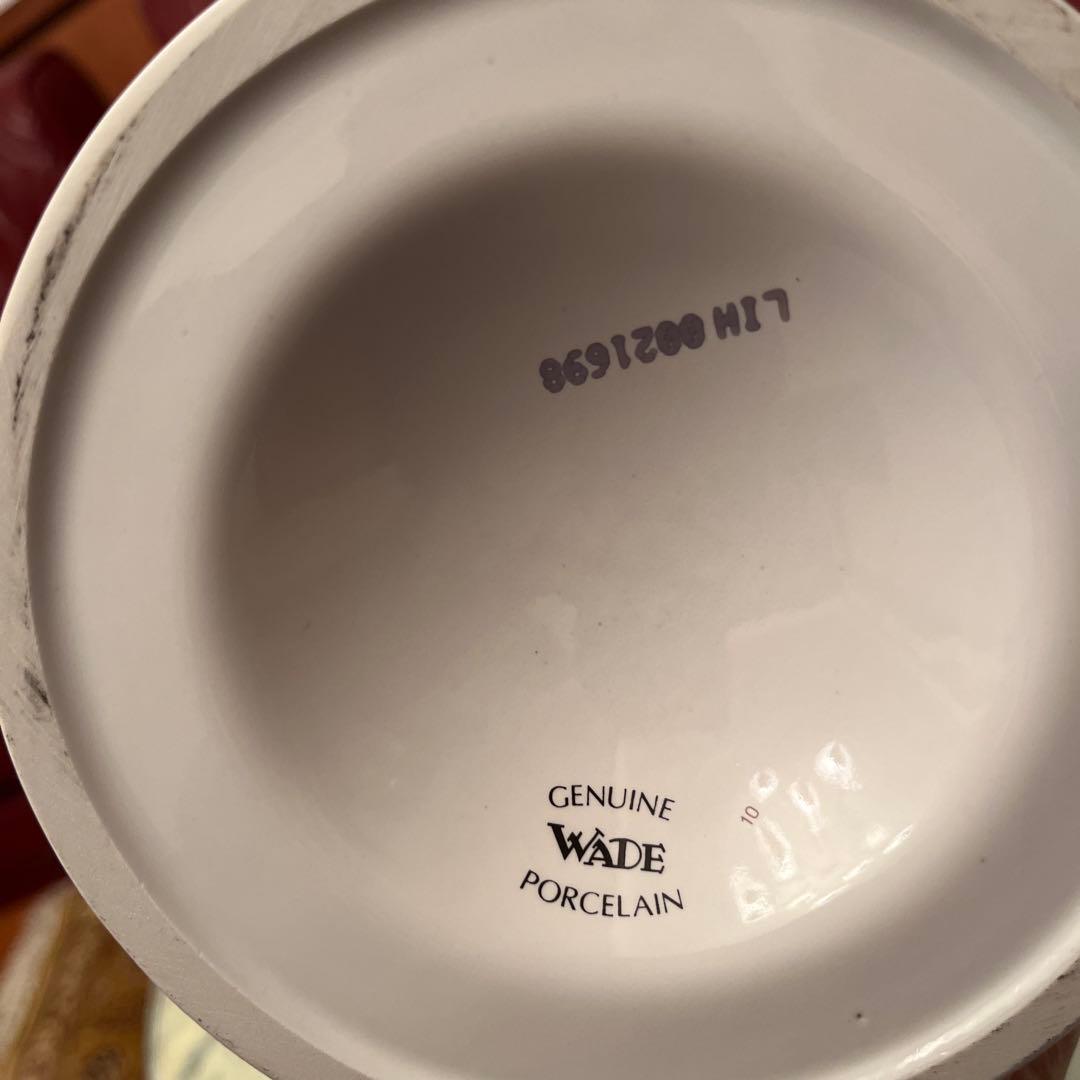 LIH 0021698
GENUINE
WADE
PORCELAIN
10